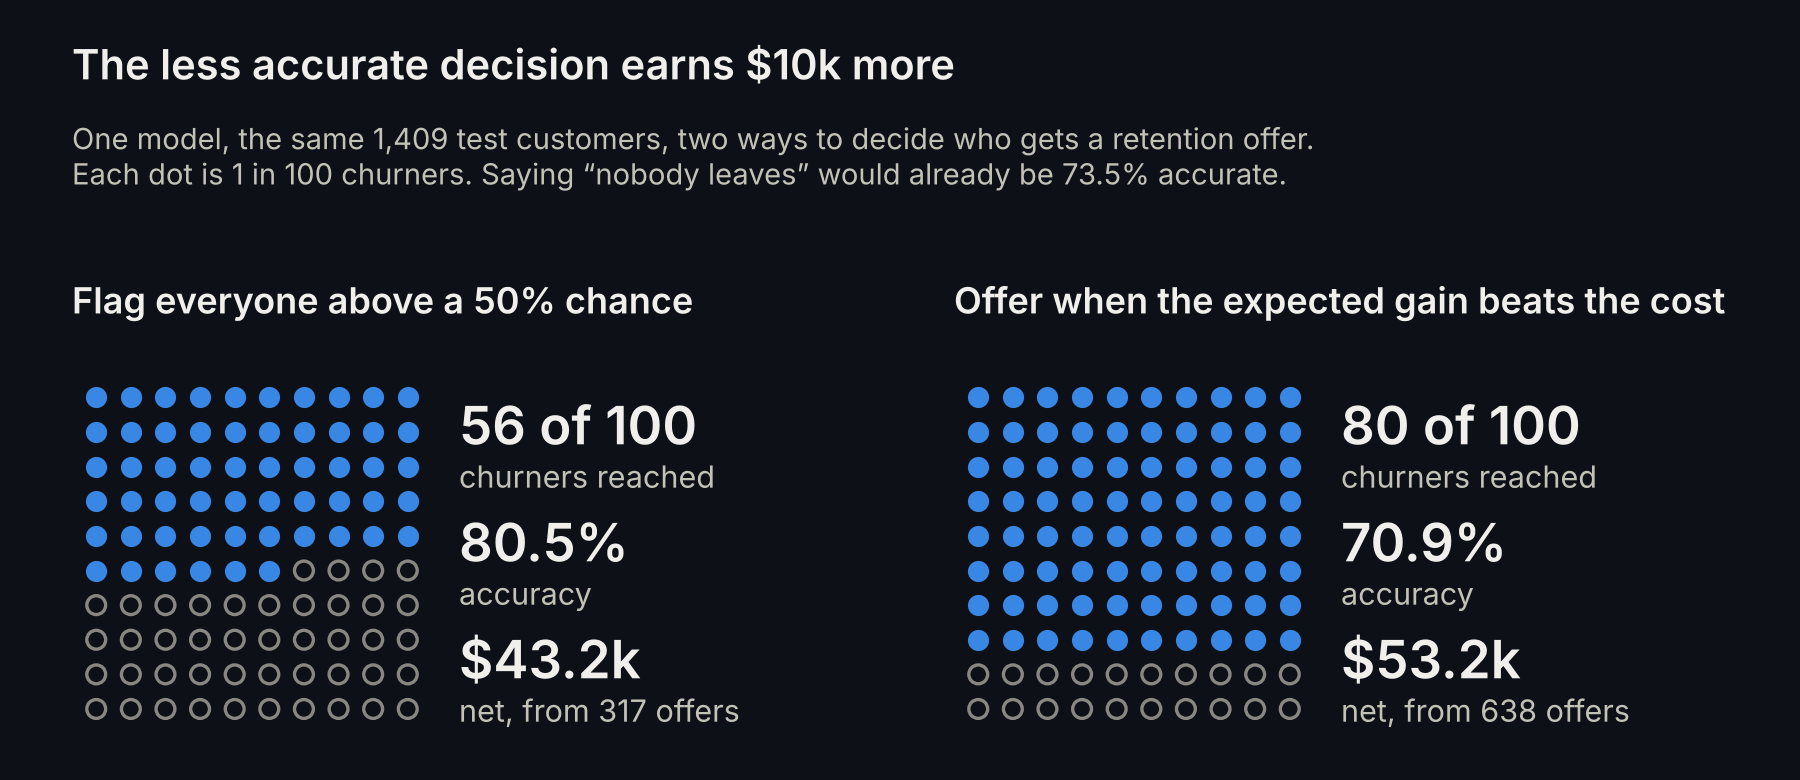 The less accurate decision earns $10k more
One model, the same 1,409 test customers, two ways to decide who gets a retention offer.
Each dot is 1 in 100 churners. Saying “nobody leaves” would already be 73.5% accurate.
Flag everyone above a 50% chance
56 of 100
churners reached
80.5%
accuracy
$43.2k
net, from 317 offers
Offer when the expected gain beats the cost
80 of 100
churners reached
70.9%
accuracy
$53.2k
net, from 638 offers